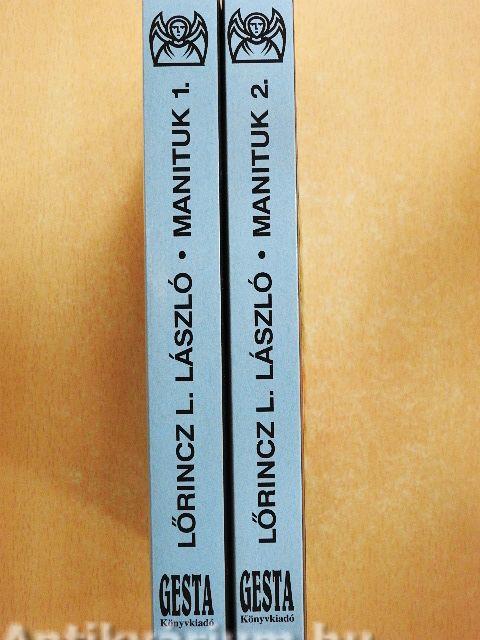 LŐRINCZ L. LÁSZLÓ • MANITUK 1.
GESTA
Könyvkiadó
LŐRINCZ L. LÁSZLÓ • MANITUK 2.
GESTA
Könyvkiadó